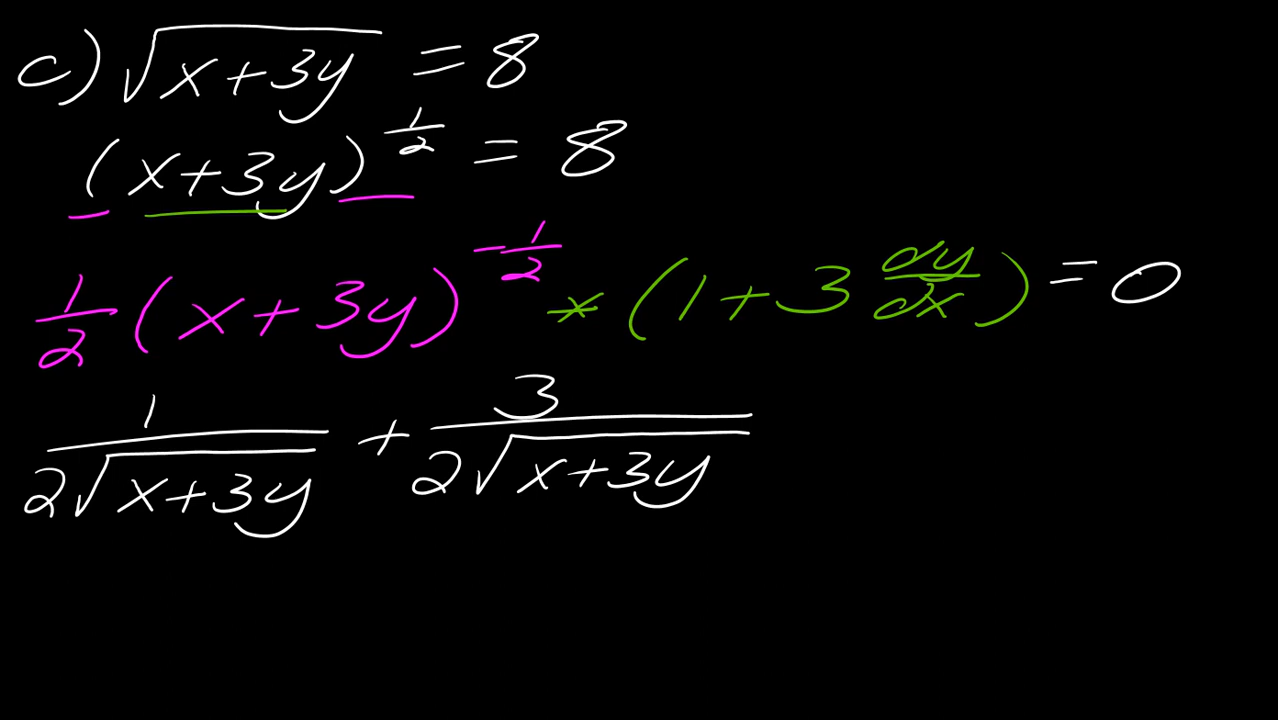 c) √(x+3y) = 8
(x+3y)^(1/2) = 8
1/2 (x+3y)^(-1/2) * (1+3 dy/dx) = 0
1/(2√(x+3y)) + 3/(2√(x+3y))